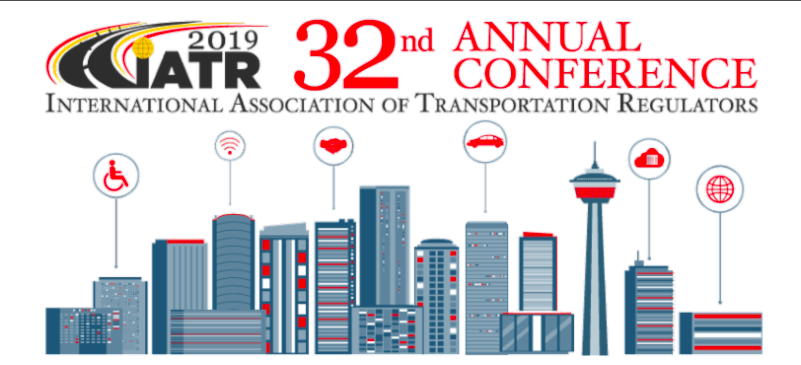 2019
IATR
32nd ANNUAL
CONFERENCE
INTERNATIONAL ASSOCIATION OF TRANSPORTATION REGULATORS